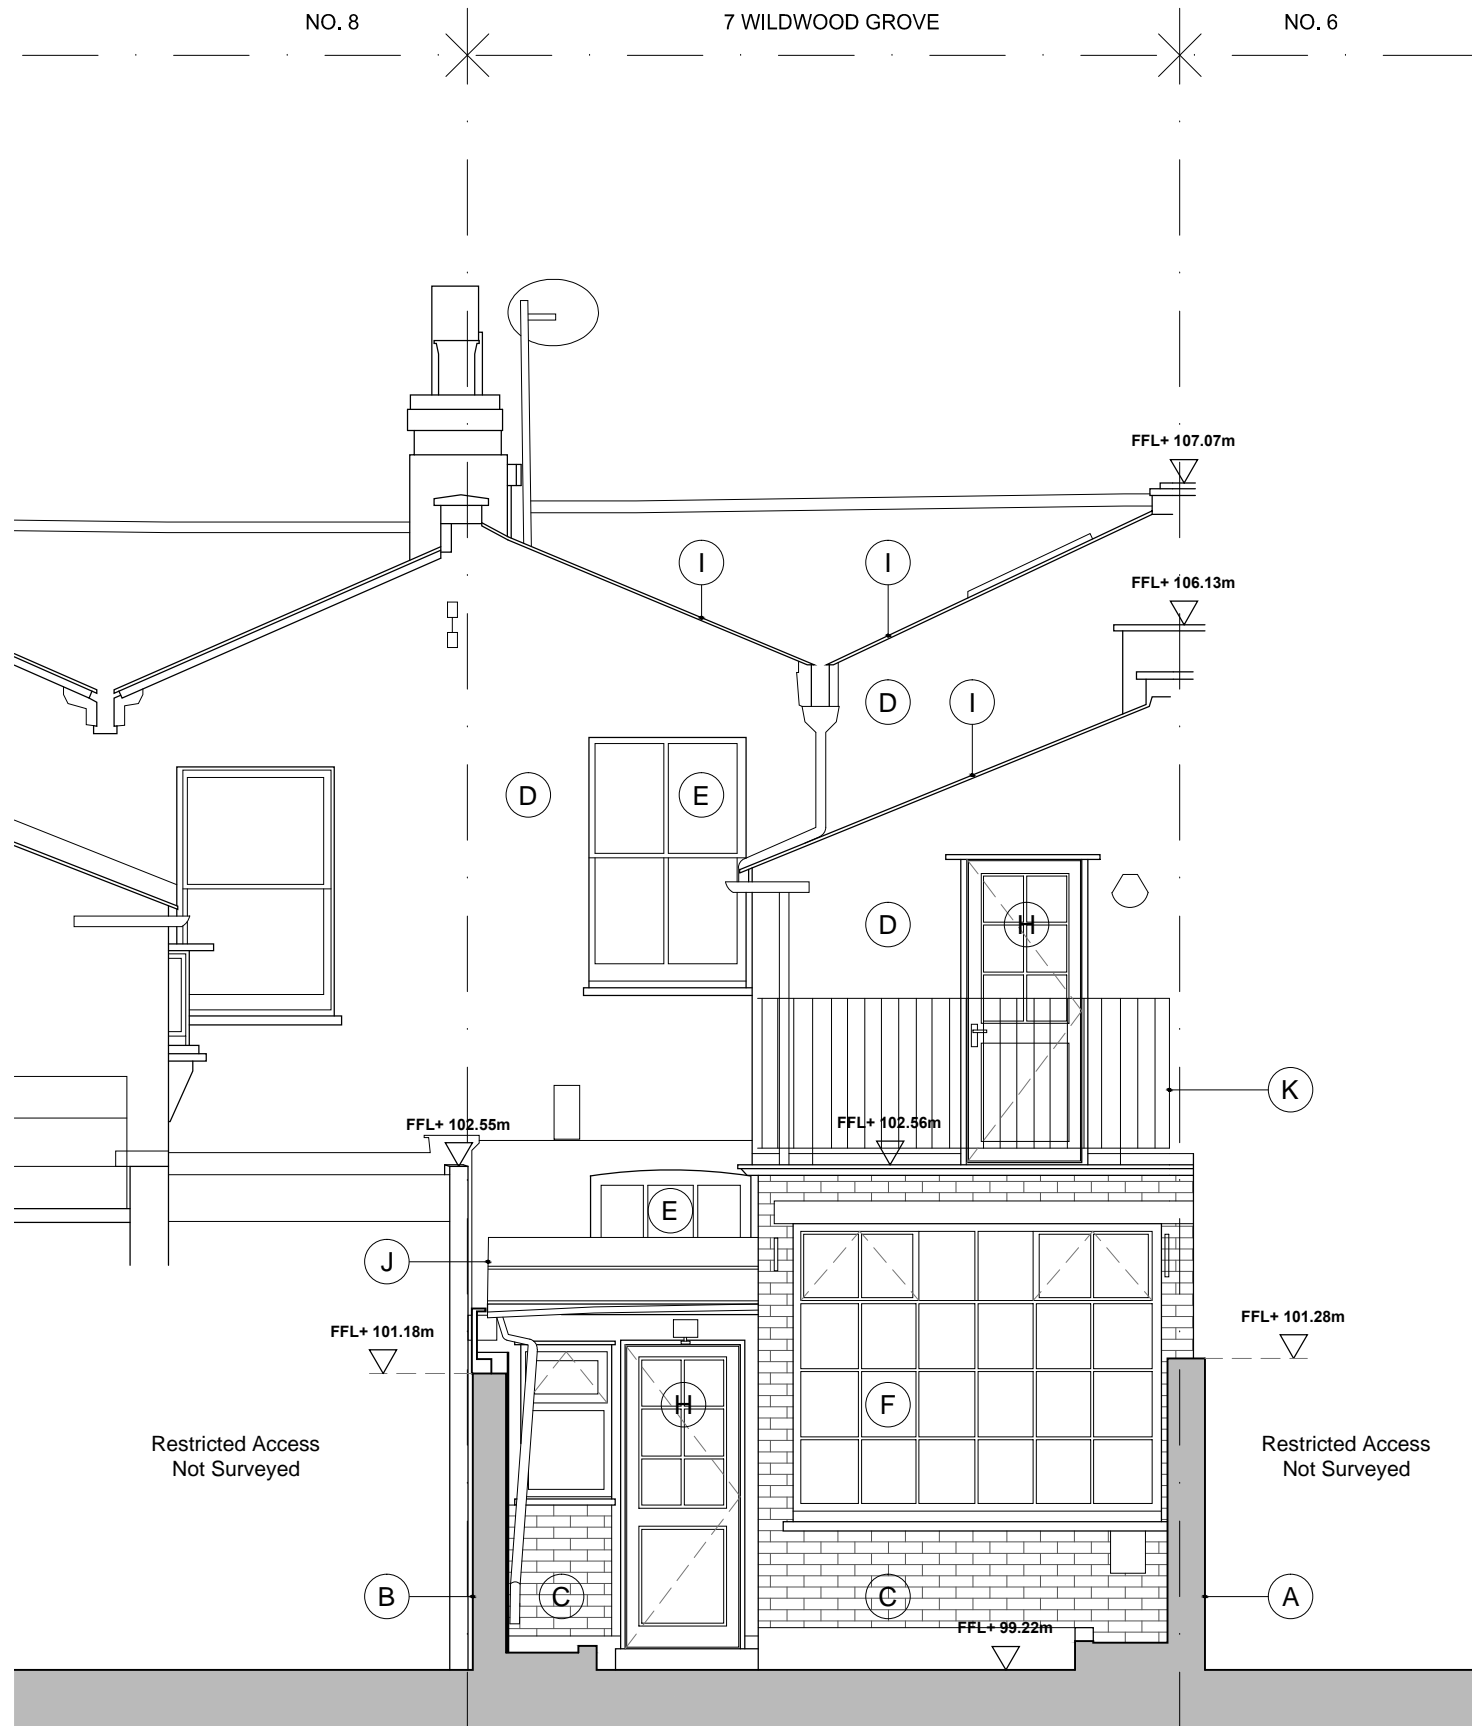 NO. 8
7 WILDWOOD GROVE
NO. 6
FFL+ 107.07m
I
I
FFL+ 106.13m
D
I
D
E
D
H
K
FFL+ 102.55m
FFL+ 102.56m
E
J
FFL+ 101.18m
FFL+ 101.28m
H
F
Restricted Access
Not Surveyed
Restricted Access
Not Surveyed
B
C
C
A
FFL+ 99.22m